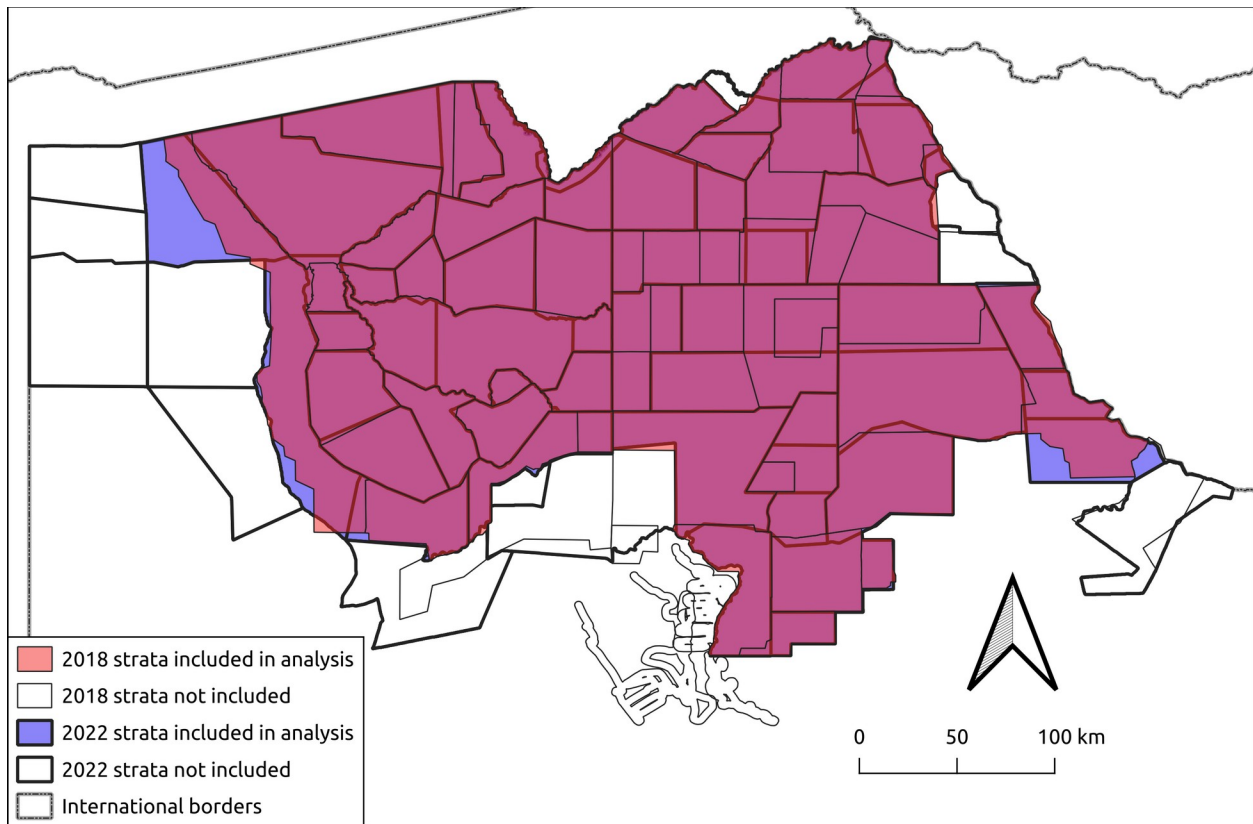 2018 strata included in analysis
2018 strata not included
2022 strata included in analysis
2022 strata not included
International borders
0 50 100 km